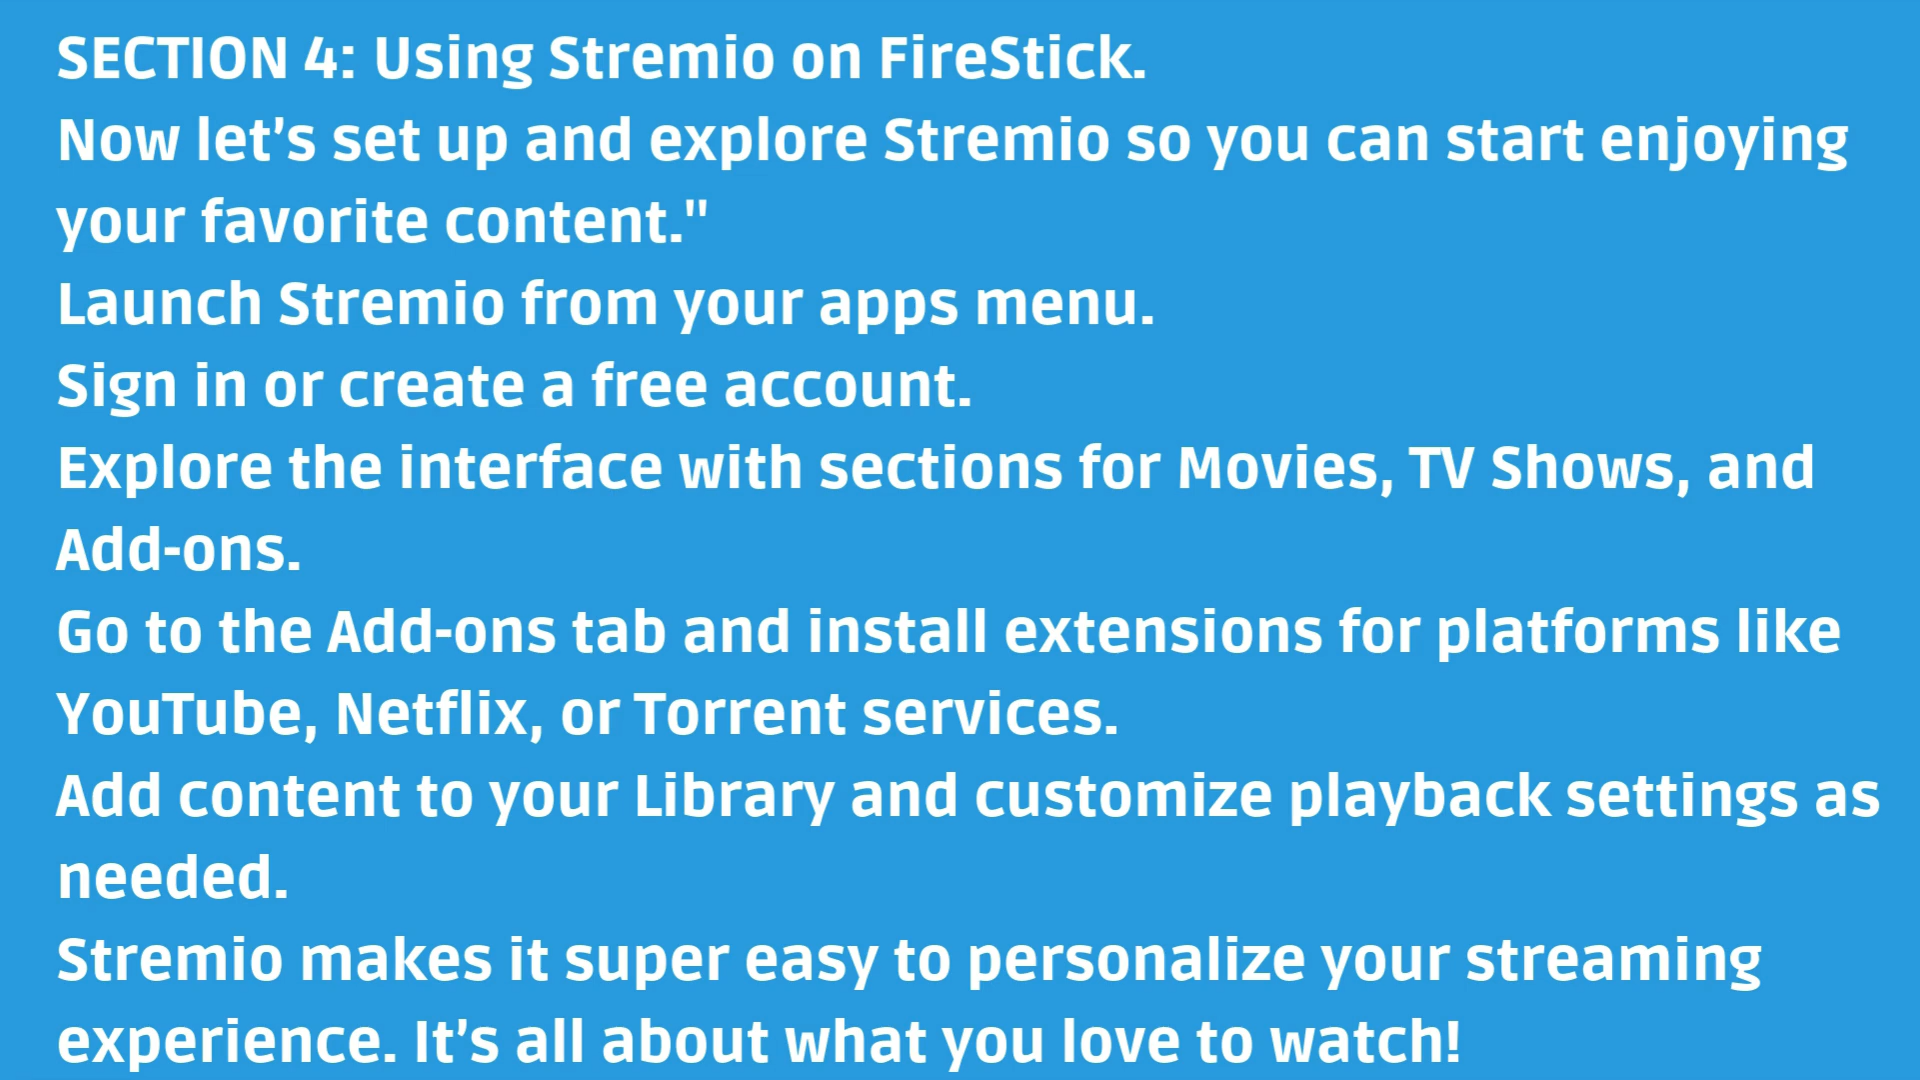 SECTION 4: Using Stremio on FireStick.
Now let’s set up and explore Stremio so you can start enjoying
your favorite content."
Launch Stremio from your apps menu.
Sign in or create a free account.
Explore the interface with sections for Movies, TV Shows, and
Add-ons.
Go to the Add-ons tab and install extensions for platforms like
YouTube, Netflix, or Torrent services.
Add content to your Library and customize playback settings as
needed.
Stremio makes it super easy to personalize your streaming
experience. It’s all about what you love to watch!